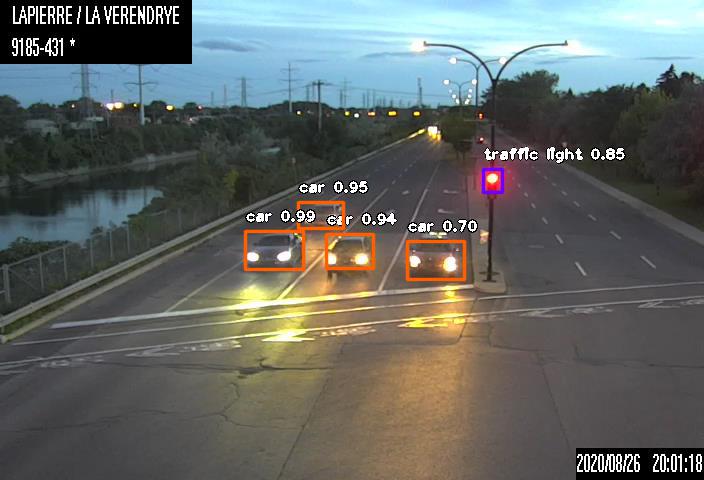 LAPIERRE / LA VERENDRYE
9185-431 *
traffic light 0.85
car 0.95
car 0.99
car 0.94
car 0.70
2020/08/26 20:01:18